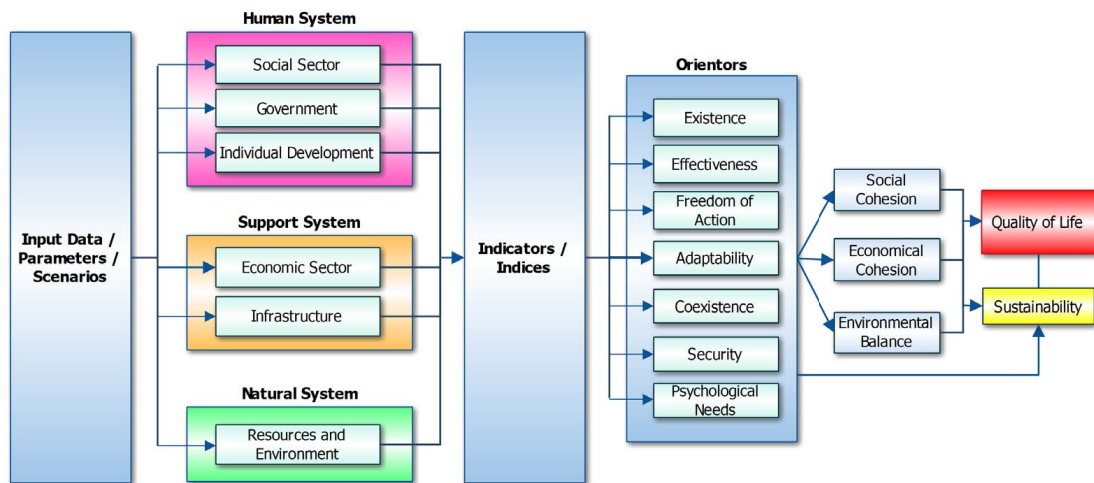 Input Data /
Parameters /
Scenarios
Human System
Social Sector
Government
Individual Development
Support System
Economic Sector
Infrastructure
Natural System
Resources and
Environment
Indicators /
Indices
Orientors
Existence
Effectiveness
Freedom of
Action
Adaptability
Coexistence
Security
Psychological
Needs
Social
Cohesion
Economical
Cohesion
Environmental
Balance
Quality of Life
Sustainability